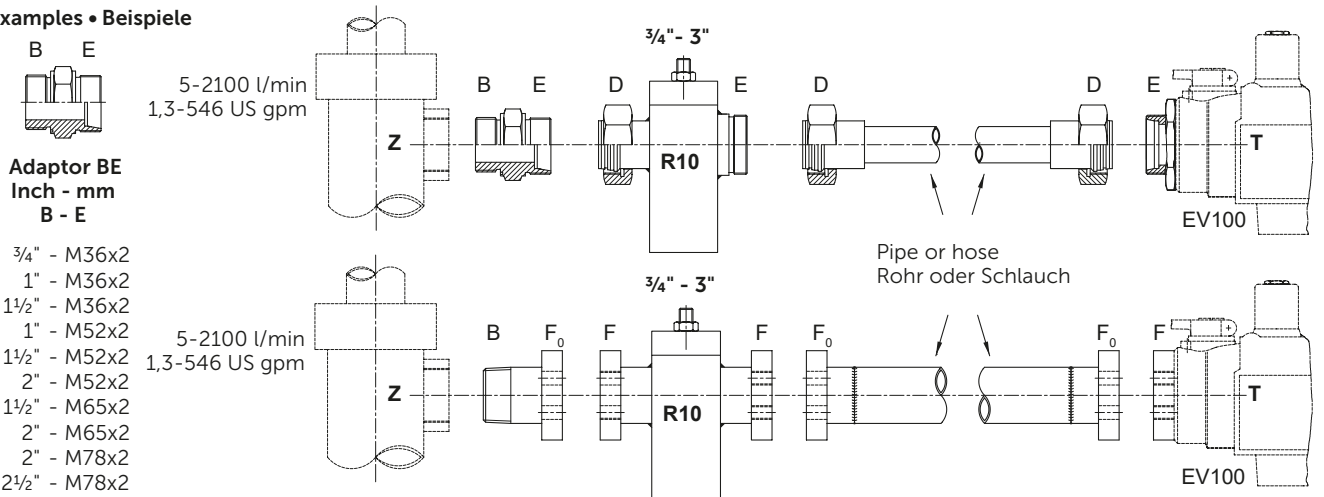 xamples • Beispiele
B E
Adaptor BE
Inch - mm
B - E
¾" - M36x2
1" - M36x2
1½" - M36x2
1" - M52x2
1½" - M52x2
2" - M52x2
1½" - M65x2
2" - M65x2
2" - M78x2
2½" - M78x2
5-2100 l/min
1,3-546 US gpm
Z
B E
D
¾"- 3"
E
R10
D
D
E
T
EV100
Pipe or hose
Rohr oder Schlauch
5-2100 l/min
1,3-546 US gpm
Z
B
F₀
F
¾" - 3"
F
R10
F₀
F₀
F
T
EV100